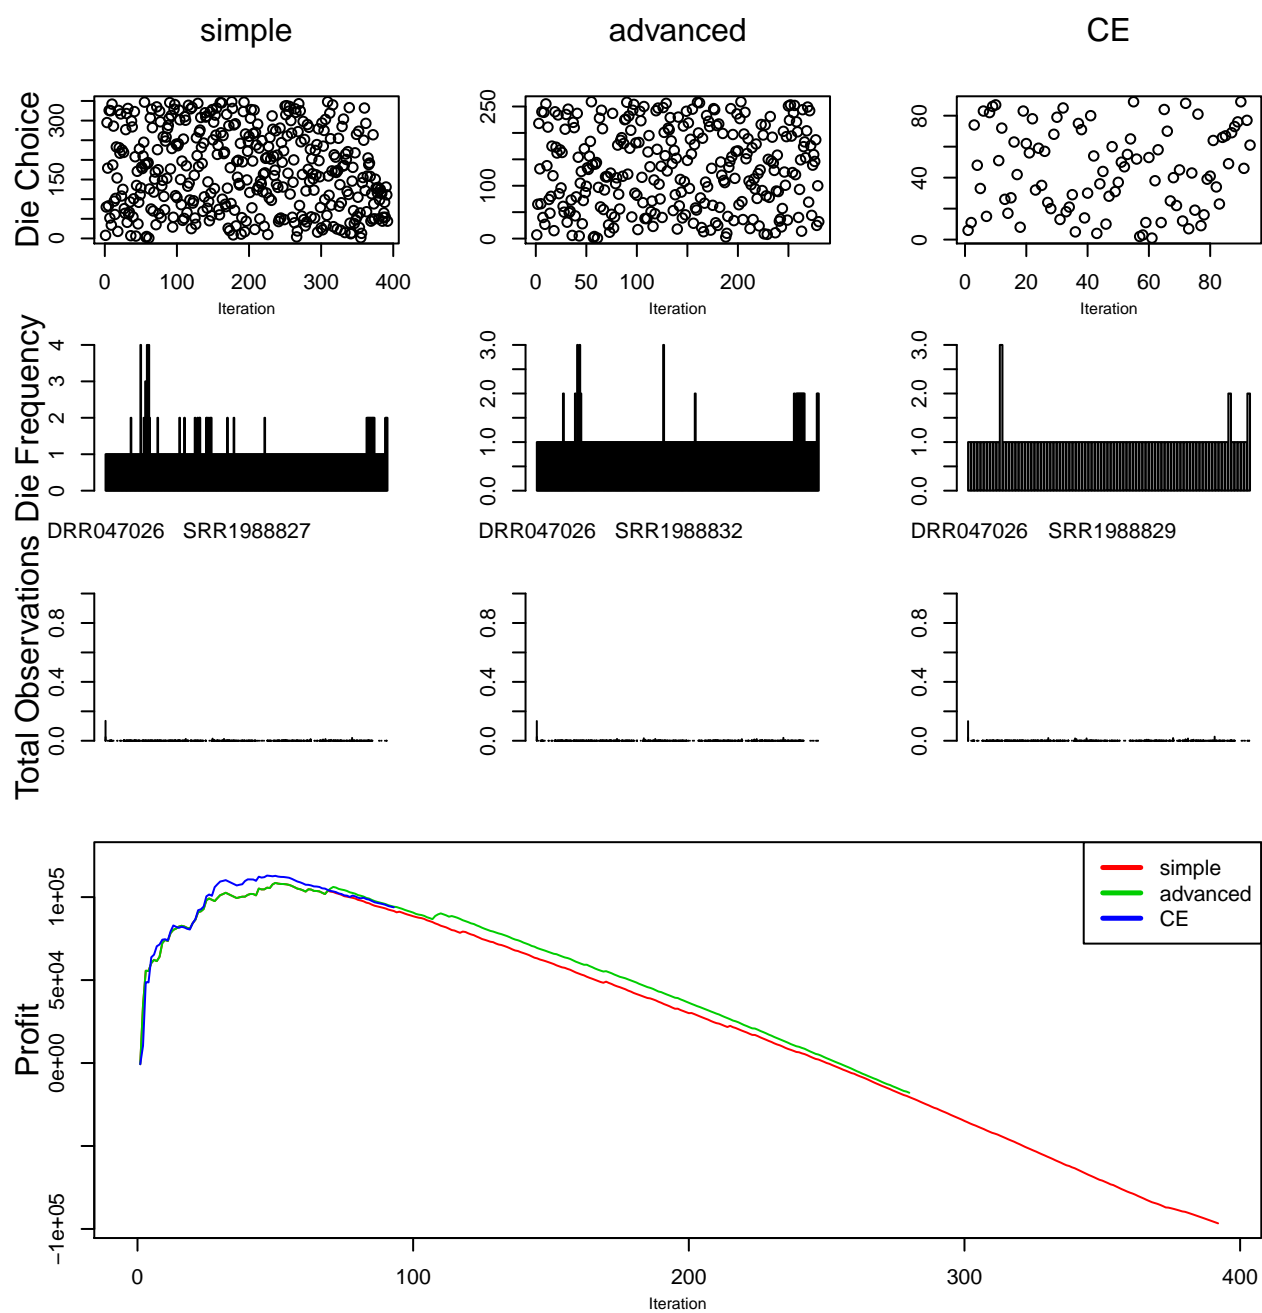 simple advanced CE
Die Choice
0 150 300
0 100 200 300 400
Iteration
0 100 250
0 50 100 200
Iteration
0 40 80
0 20 40 60 80
Iteration
Die Frequency
0 1 2 3 4
0.0 1.0 2.0 3.0
0.0 1.0 2.0 3.0
DRR047026 SRR1988827
DRR047026 SRR1988832
DRR047026 SRR1988829
Total Observations
0.0 0.4 0.8
0.0 0.4 0.8
0.0 0.4 0.8
Profit
−1e+05 0e+00 5e+04 1e+05
simple
advanced
CE
0 100 200 300 400
Iteration